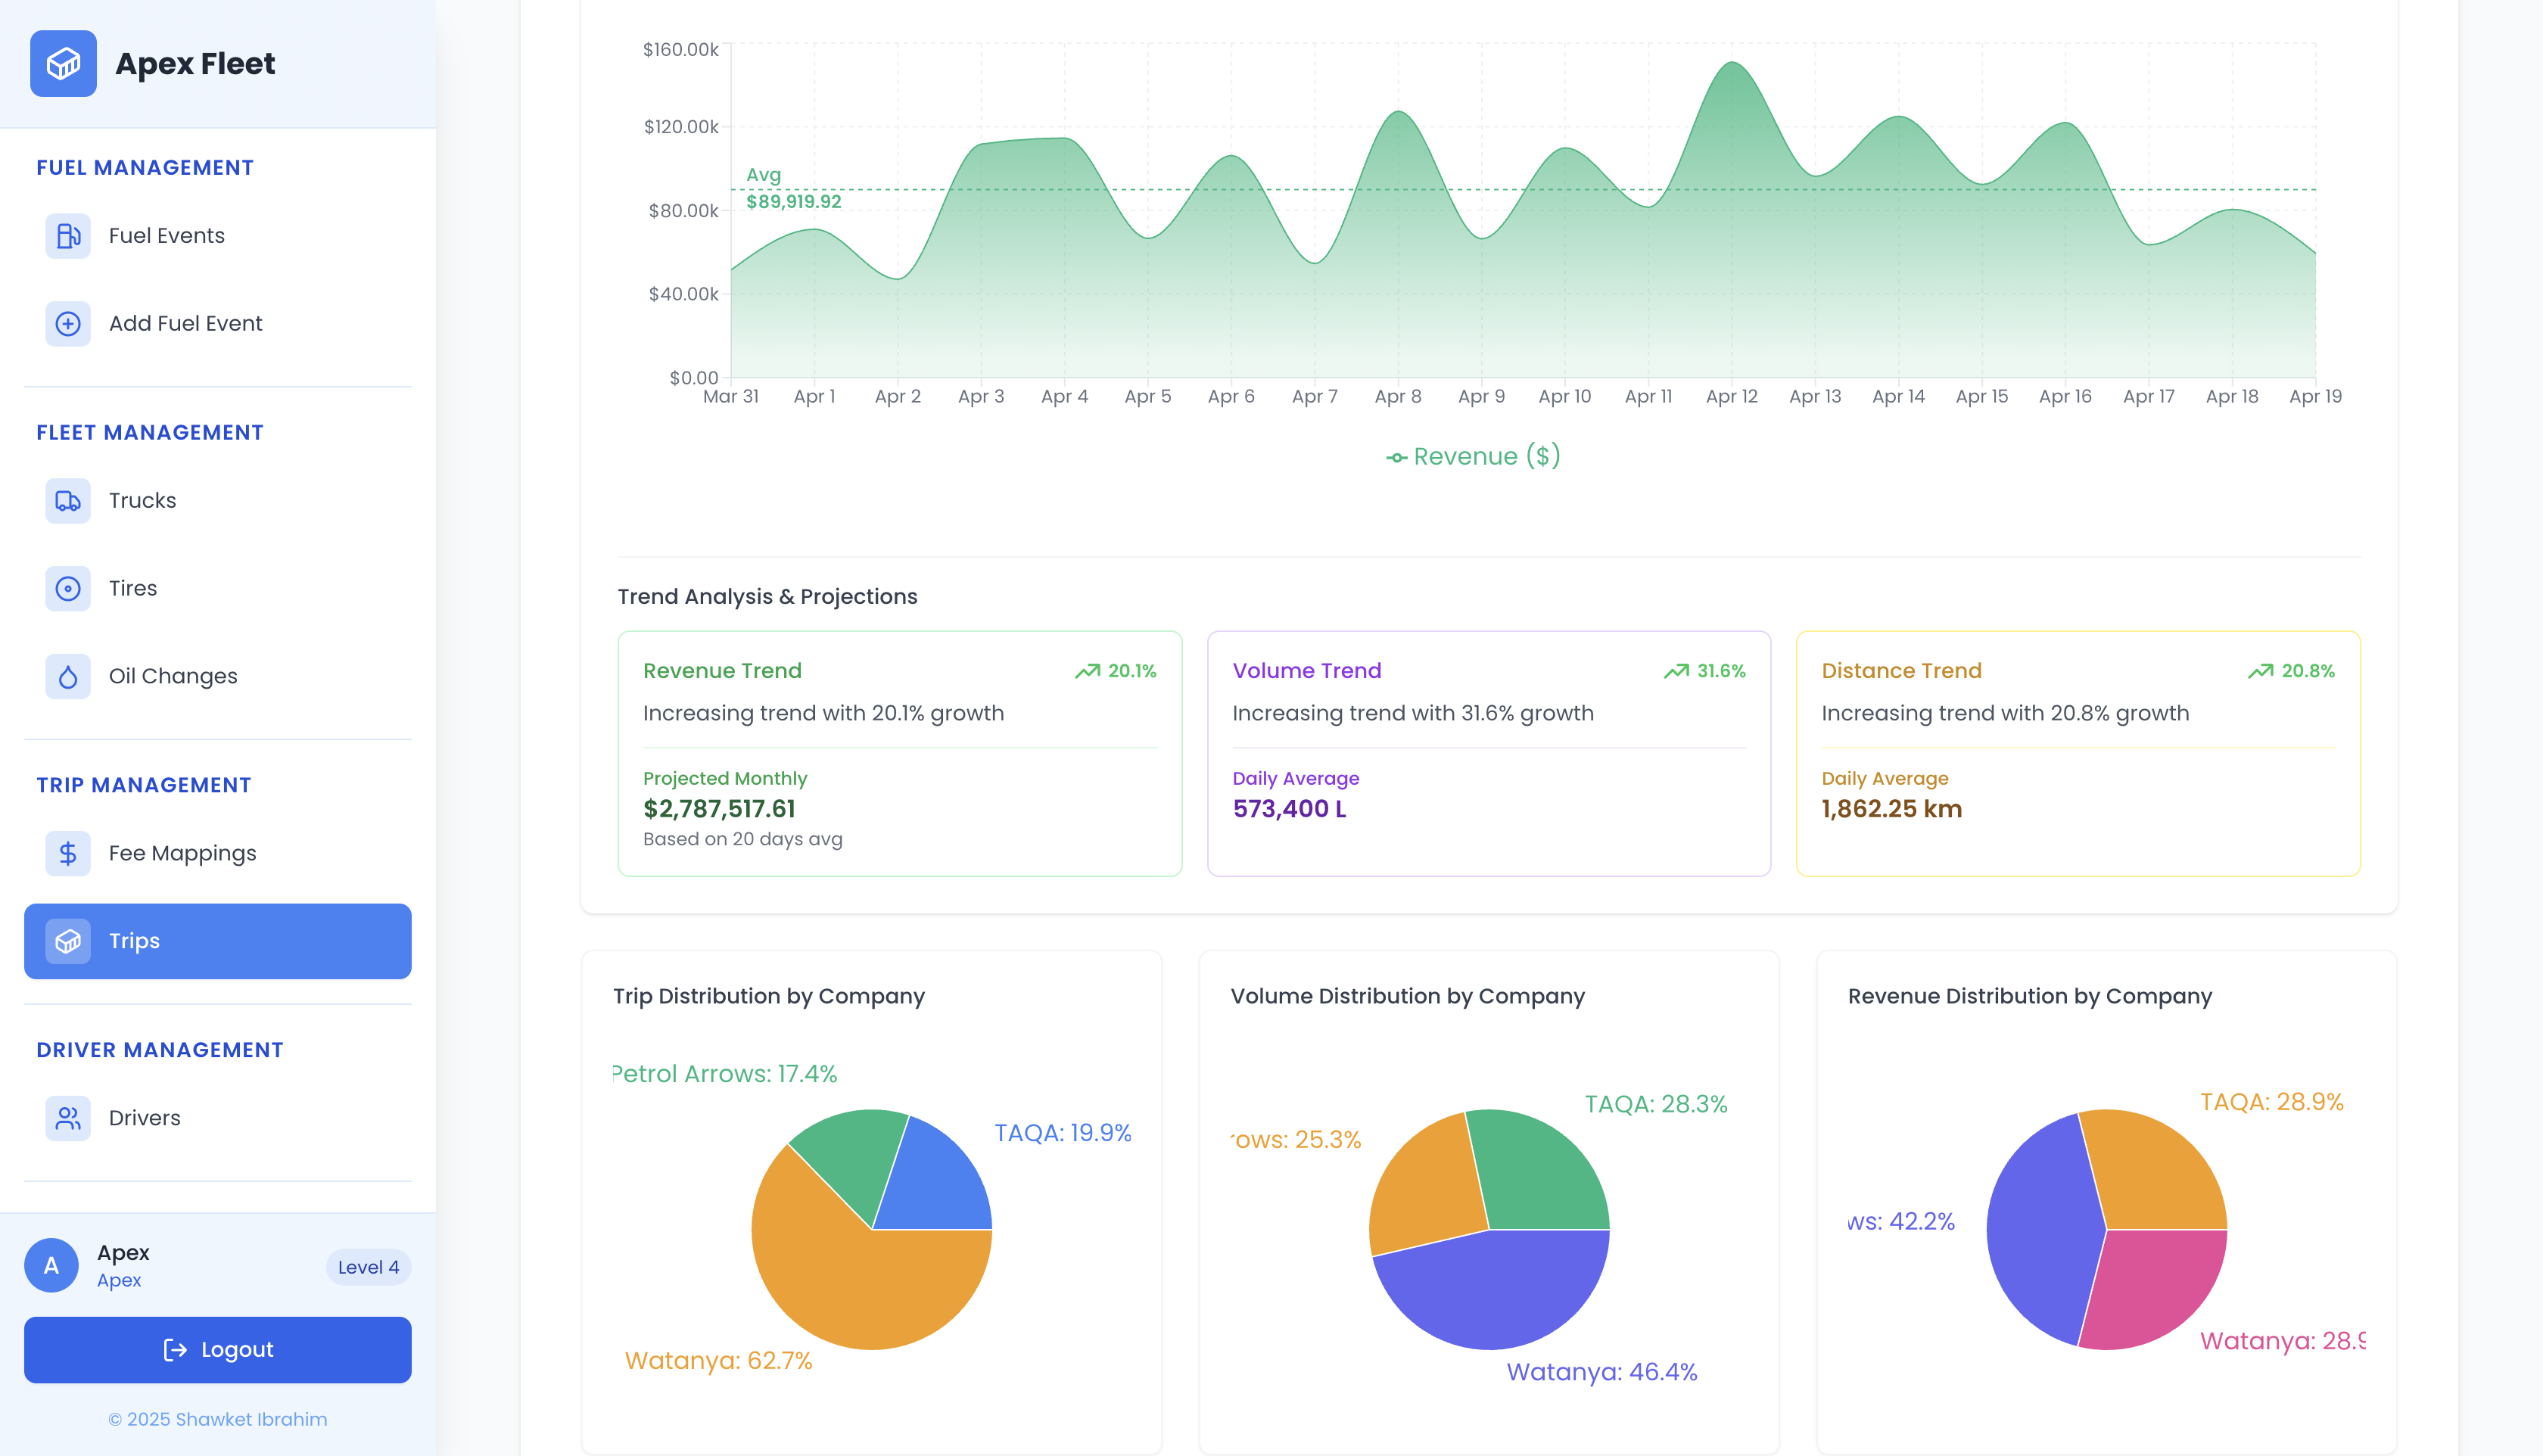 Apex Fleet
FUEL MANAGEMENT
Fuel Events
Add Fuel Event
FLEET MANAGEMENT
Trucks
Tires
Oil Changes
TRIP MANAGEMENT
Fee Mappings
Trips
DRIVER MANAGEMENT
Drivers
A
Apex
Apex
Level 4
Logout
© 2025 Shawket Ibrahim
$160.00k
$120.00k
$80.00k
$40.00k
$0.00
Avg
$89,919.92
Mar 31 Apr 1 Apr 2 Apr 3 Apr 4 Apr 5 Apr 6 Apr 7 Apr 8 Apr 9 Apr 10 Apr 11 Apr 12 Apr 13 Apr 14 Apr 15 Apr 16 Apr 17 Apr 18 Apr 19
Revenue ($)
Trend Analysis & Projections
Revenue Trend 20.1%
Increasing trend with 20.1% growth
Projected Monthly
$2,787,517.61
Based on 20 days avg
Volume Trend 31.6%
Increasing trend with 31.6% growth
Daily Average
573,400 L
Distance Trend 20.8%
Increasing trend with 20.8% growth
Daily Average
1,862.25 km
Trip Distribution by Company
Petrol Arrows: 17.4%
TAQA: 19.9%
Watanya: 62.7%
Volume Distribution by Company
TAQA: 28.3%
rows: 25.3%
Watanya: 46.4%
Revenue Distribution by Company
TAQA: 28.9%
ws: 42.2%
Watanya: 28.9